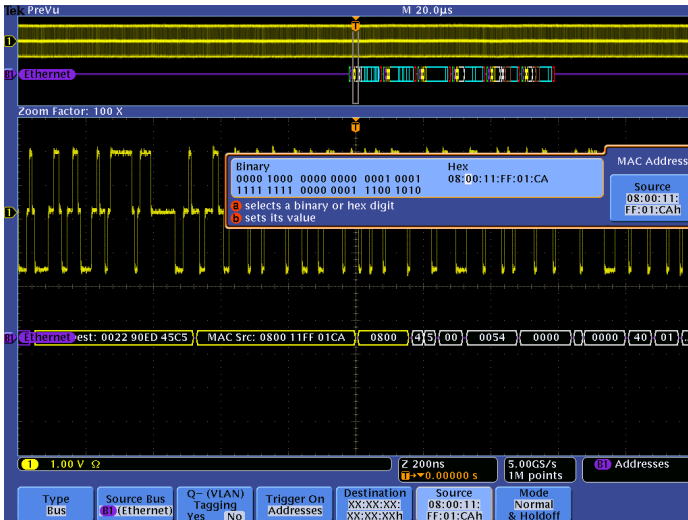 Tek PreVu M 20.0µs
T
1
B1 Ethernet
Zoom Factor: 100 X
T
Binary Hex
0000 1000 0000 0000 0001 0001 08:00:11:FF:01:CA
1111 1111 0000 0001 1100 1010
a selects a binary or hex digit
b sets its value
MAC Address
Source
08:00:11:
FF:01:CAh
1
B1 Ethernet est: 0022 90ED 45C5 MAC Src: 0800 11FF 01CA 0800 4 5 00 0054 0000 0000 40 01
1 1.00 V Ω
Z 200ns
T→▼0.00000 s
5.00GS/s
1M points
B1 Addresses
Type
Bus
Source Bus
B1 (Ethernet)
Q- (VLAN)
Tagging
Yes No
Trigger On
Addresses
Destination
XX:XX:XX:
XX:XX:XXh
Source
08:00:11:
FF:01:CAh
Mode
Normal
& Holdoff